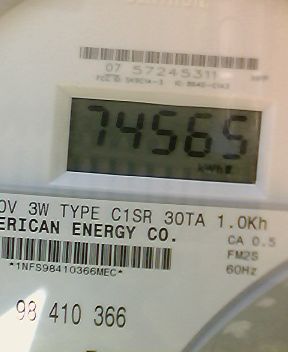 07 57245311
74565
kWh
0V 3W TYPE C1SR 30TA 1.0Kh
ERICAN ENERGY CO.
CA 0.5
FM2S
60Hz
*1NFS98410366MEC*
98 410 366